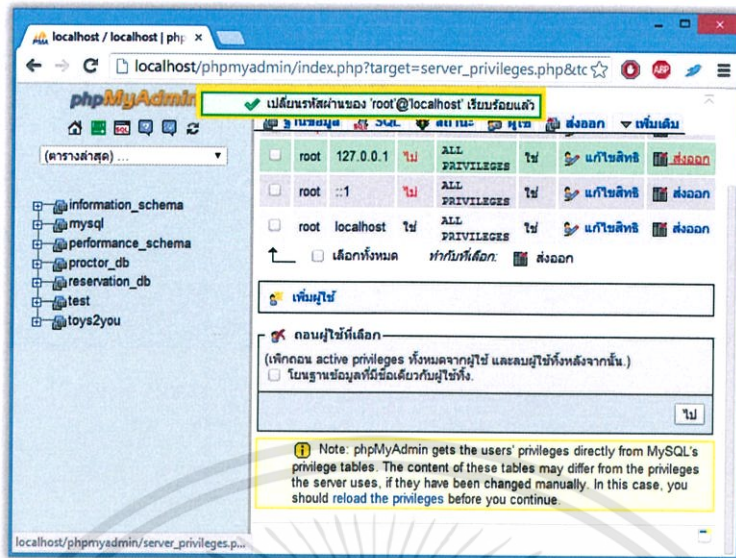 localhost / localhost | php
localhost/phpmyadmin/index.php?target=server_privileges.php&tc
phpMyAdmin
เปลี่ยนรหัสผ่านของ 'root'@'localhost' เรียบร้อยแล้ว
ฐานข้อมูล SQL สถานะ ผู้ใช้ ส่งออก เพิ่มเติม
(ตารางล่าสุด) ...
root 127.0.0.1 ไม่ ALL PRIVILEGES ใช่ แก้ไขสิทธิ ส่งออก
root ::1 ไม่ ALL PRIVILEGES ใช่ แก้ไขสิทธิ ส่งออก
root localhost ใช่ ALL PRIVILEGES ใช่ แก้ไขสิทธิ ส่งออก
เลือกทั้งหมด ทำกับที่เลือก: ส่งออก
information_schema
mysql
performance_schema
proctor_db
reservation_db
test
toys2you
เพิ่มผู้ใช้
ถอนผู้ใช้ที่เลือก
(เพิกถอน active privileges ทั้งหมดจากผู้ใช้ และลบผู้ใช้ทิ้งหลังจากนั้น.)
โยนฐานข้อมูลที่มีชื่อเดียวกับผู้ใช้ทิ้ง.
ไป
Note: phpMyAdmin gets the users' privileges directly from MySQL's
privilege tables. The content of these tables may differ from the privileges
the server uses, if they have been changed manually. In this case, you
should reload the privileges before you continue.
localhost/phpmyadmin/server_privileges.p...